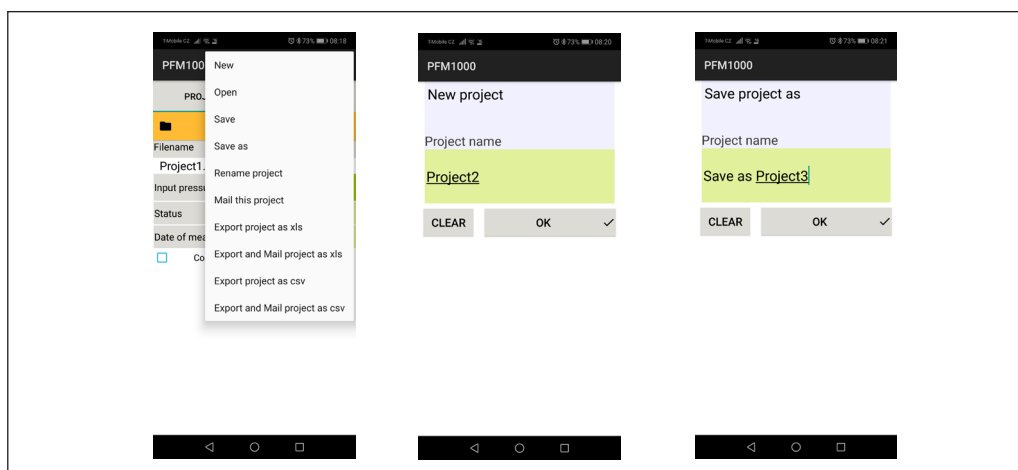 T-Mobile CZ 73% 08:18
PFM100
PROJ
Filename
Project1.
Input pressu
Status
Date of mea
Co
New
Open
Save
Save as
Rename project
Mail this project
Export project as xls
Export and Mail project as xls
Export project as csv
Export and Mail project as csv
T-Mobile CZ 73% 08:20
PFM1000
New project
Project name
Project2
CLEAR OK
T-Mobile CZ 73% 08:21
PFM1000
Save project as
Project name
Save as Project3
CLEAR OK